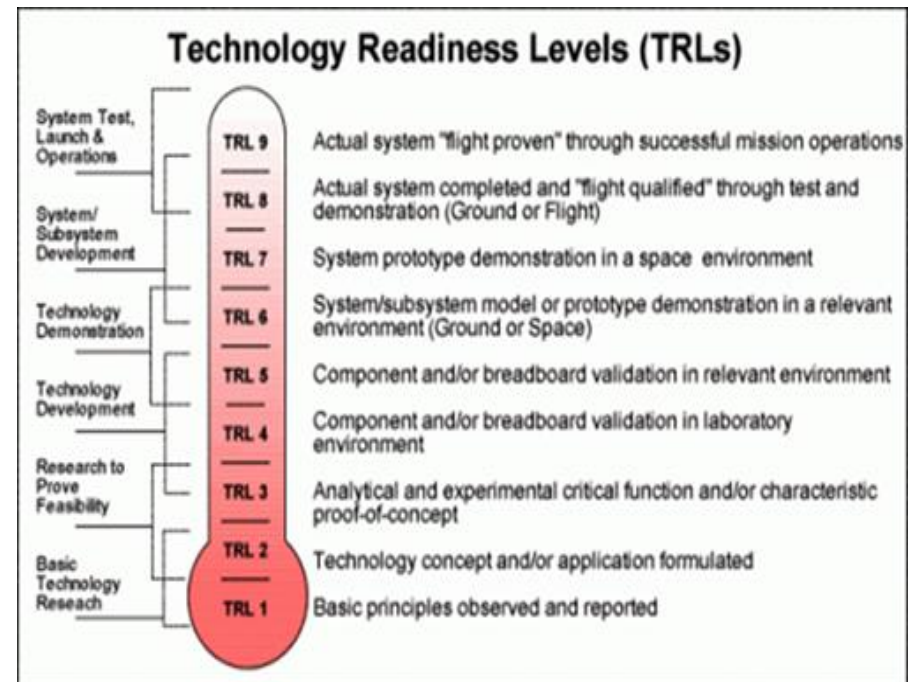 Technology Readiness Levels (TRLs)
System Test,
Launch &
Operations
System/
Subsystem
Development
Technology
Demonstration
Technology
Development
Research to
Prove
Feasibility
Basic
Technology
Reseach
TRL 9
Actual system "flight proven" through successful mission operations
TRL 8
Actual system completed and "flight qualified" through test and
demonstration (Ground or Flight)
TRL 7
System prototype demonstration in a space environment
TRL 6
System/subsystem model or prototype demonstration in a relevant
environment (Ground or Space)
TRL 5
Component and/or breadboard validation in relevant environment
TRL 4
Component and/or breadboard validation in laboratory
environment
TRL 3
Analytical and experimental critical function and/or characteristic
proof-of-concept
TRL 2
Technology concept and/or application formulated
TRL 1
Basic principles observed and reported